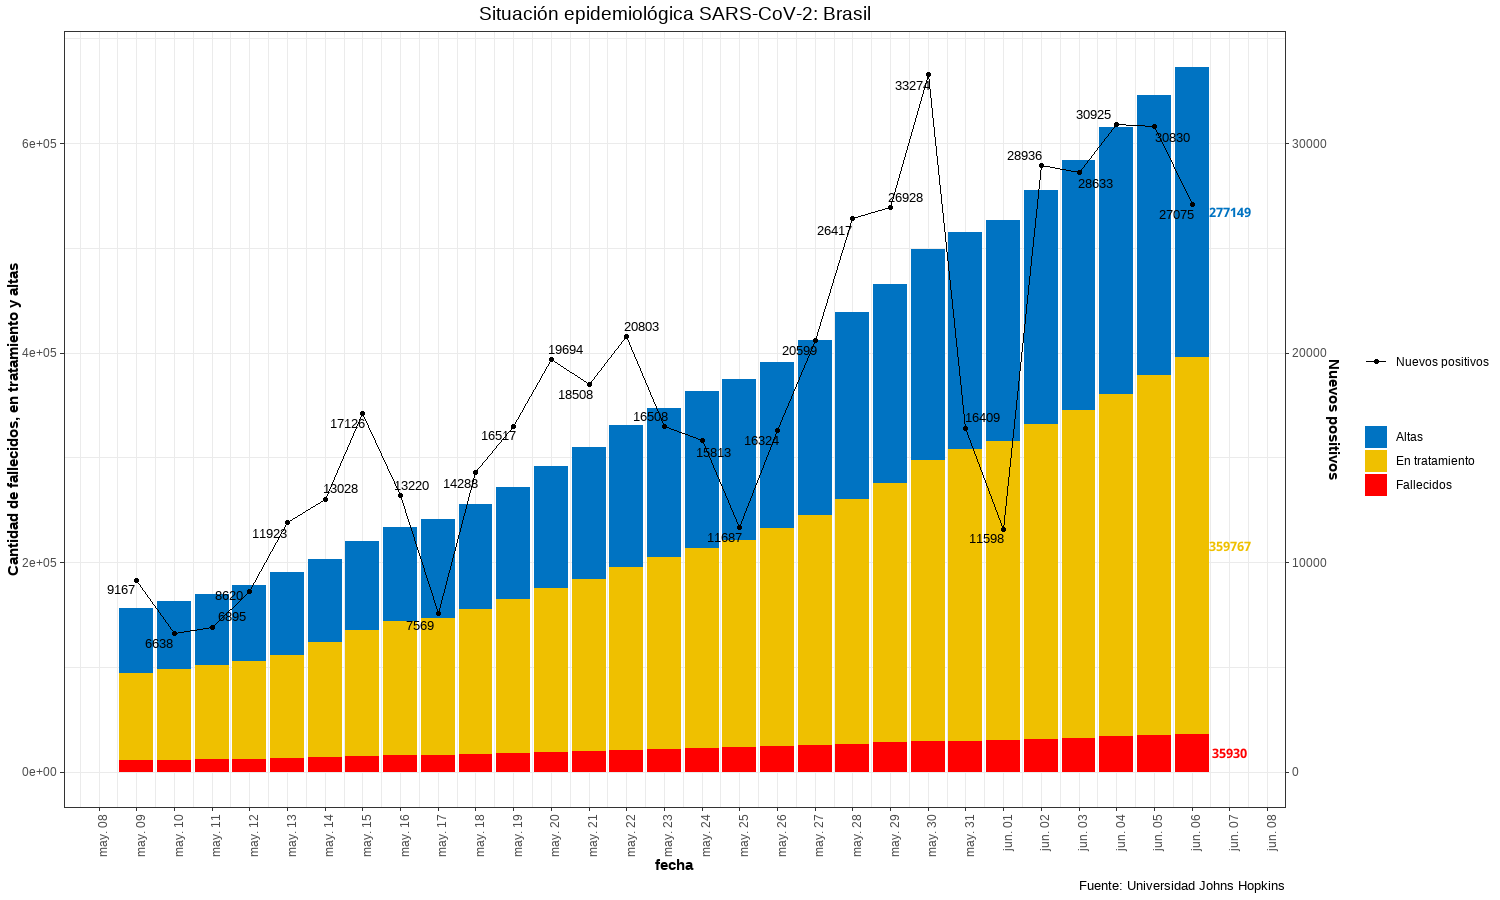 Situación epidemiológica SARS-CoV-2: Brasil
Cantidad de fallecidos, en tratamiento y altas
6e+05
4e+05
2e+05
0e+00
9167
6638
6895
8620
11923
13028
17126
13220
7569
14288
16517
19694
18508
20803
16508
15813
11687
16324
20599
26417
26928
33274
16409
11598
28936
28633
30925
30830
27075
277149
359767
35930
30000
20000
10000
0
Nuevos positivos
Nuevos positivos
Altas
En tratamiento
Fallecidos
may. 08
may. 09
may. 10
may. 11
may. 12
may. 13
may. 14
may. 15
may. 16
may. 17
may. 18
may. 19
may. 20
may. 21
may. 22
may. 23
may. 24
may. 25
may. 26
may. 27
may. 28
may. 29
may. 30
may. 31
jun. 01
jun. 02
jun. 03
jun. 04
jun. 05
jun. 06
jun. 07
jun. 08
fecha
Fuente: Universidad Johns Hopkins